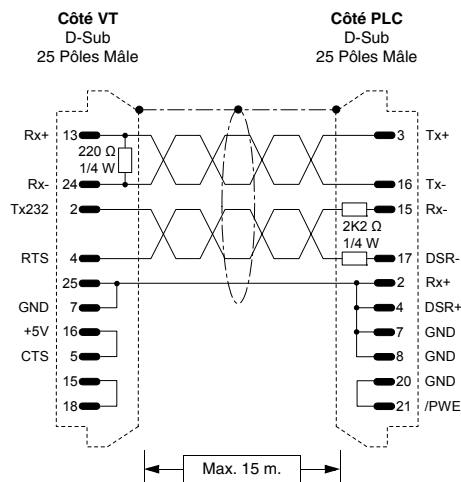 Côté VT
D-Sub
25 Pôles Mâle
Côté PLC
D-Sub
25 Pôles Mâle
Rx+ 13 3 Tx+
220 Ω
1/4 W
Rx- 24 16 Tx-
Tx232 2 15 Rx-
2K2 Ω
1/4 W
RTS 4 17 DSR-
25 2 Rx+
GND 7 4 DSR+
+5V 16 7 GND
CTS 5 8 GND
15 20 GND
18 21 /PWE
Max. 15 m.